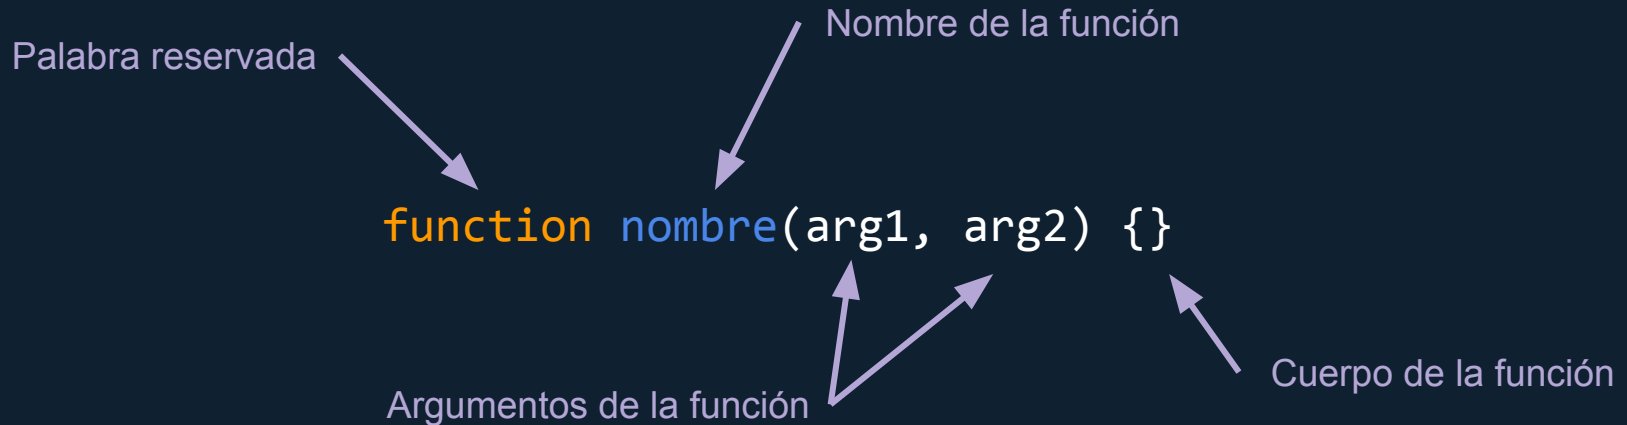 Nombre de la función
Palabra reservada
function nombre(arg1, arg2) {}
Cuerpo de la función
Argumentos de la función